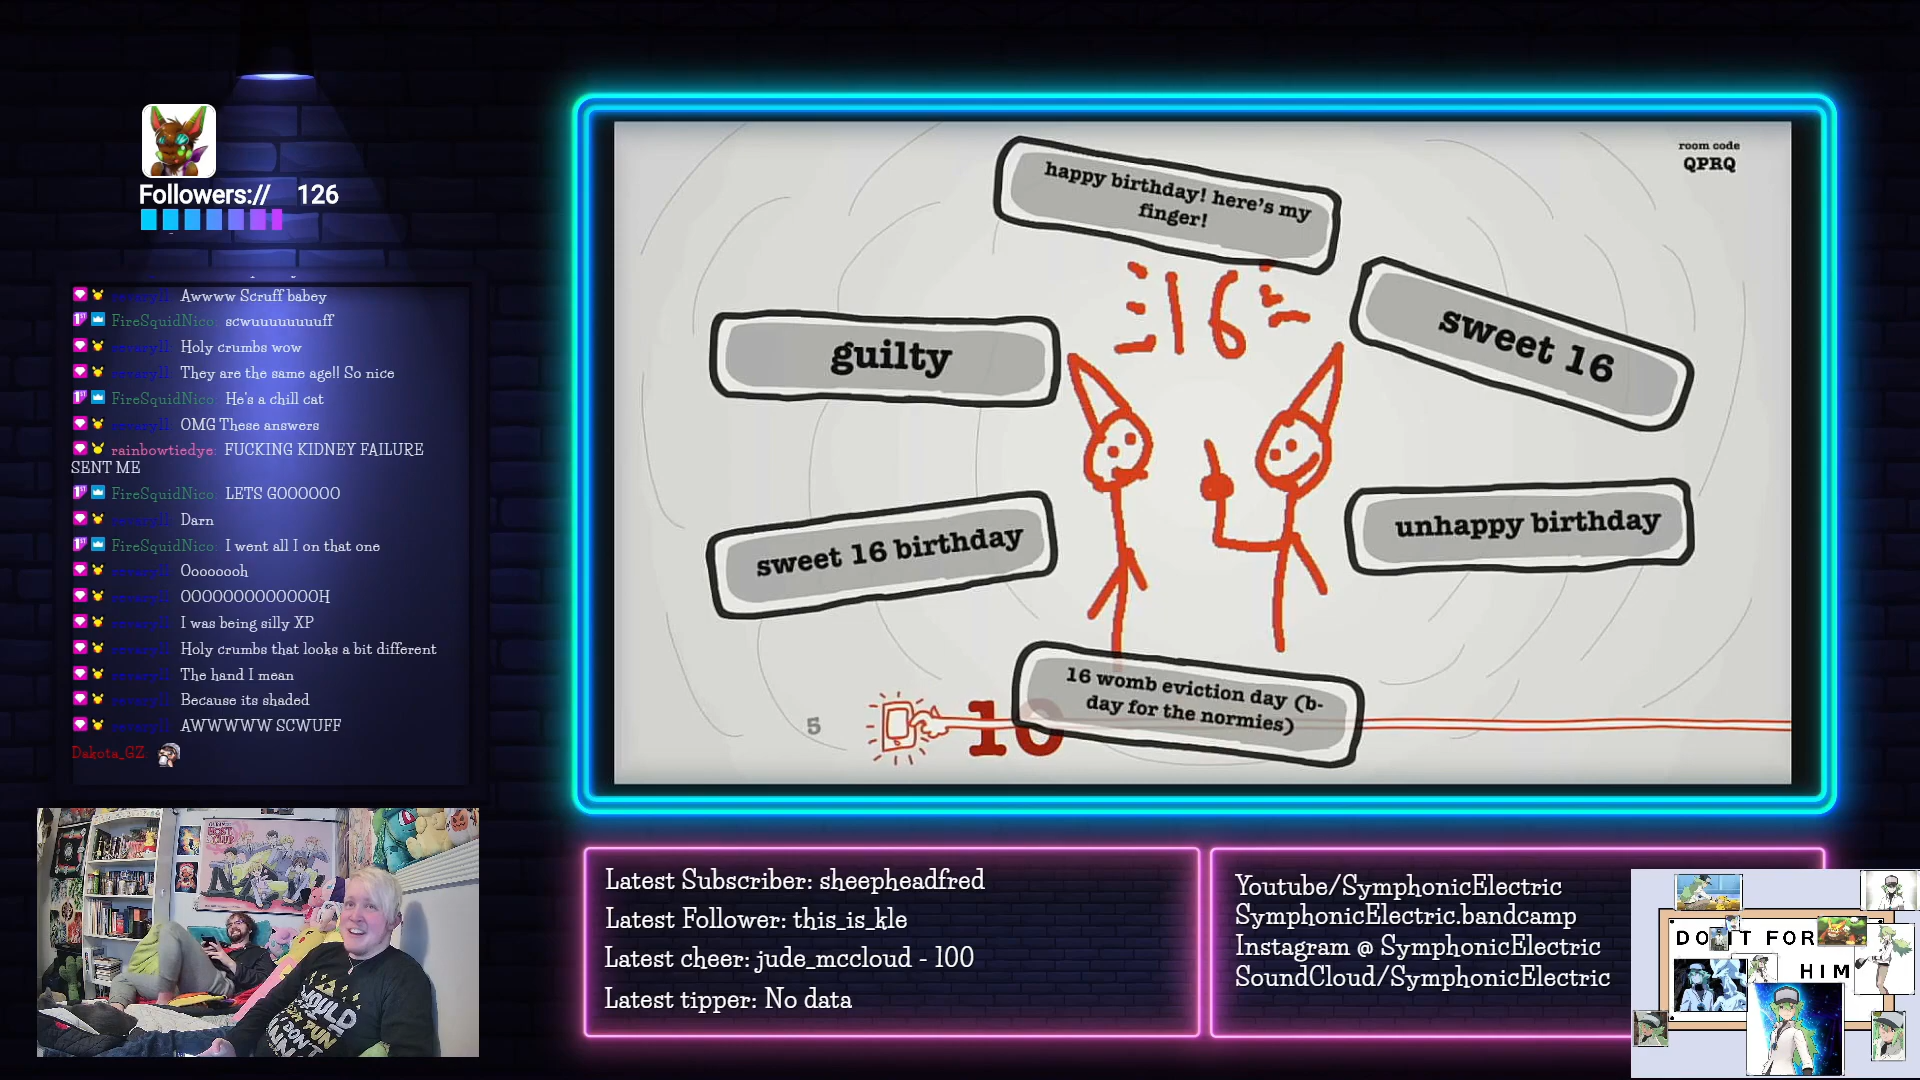 Followers:// 126
Awwww Scruff babey
FireSquidNico: scwuuuuuuuuff
Holy crumbs wow
They are the same age!! So nice
FireSquidNico: He's a chill cat
OMG These answers
rainbowtiedye: FUCKING KIDNEY FAILURE
SENT ME
FireSquidNico: LETS GOOOOOO
Darn
FireSquidNico: I went all I on that one
Oooooooh
OOOOOOOOOOOOOH
I was being silly XP
Holy crumbs that looks a bit different
The hand I mean
Because its shaded
AWWWWW SCWUFF
Dakota_GZ:
room code
QPRQ
happy birthday! here's my
finger!
16
sweet 16
guilty
sweet 16 birthday
unhappy birthday
16 womb eviction day (b-
day for the normies)
5
Latest Subscriber: sheepheadfred
Latest Follower: this_is_kle
Latest cheer: jude_mccloud - 100
Latest tipper: No data
Youtube/SymphonicElectric
SymphonicElectric.bandcamp
Instagram @ SymphonicElectric
SoundCloud/SymphonicElectric
DO IT FOR
HIM